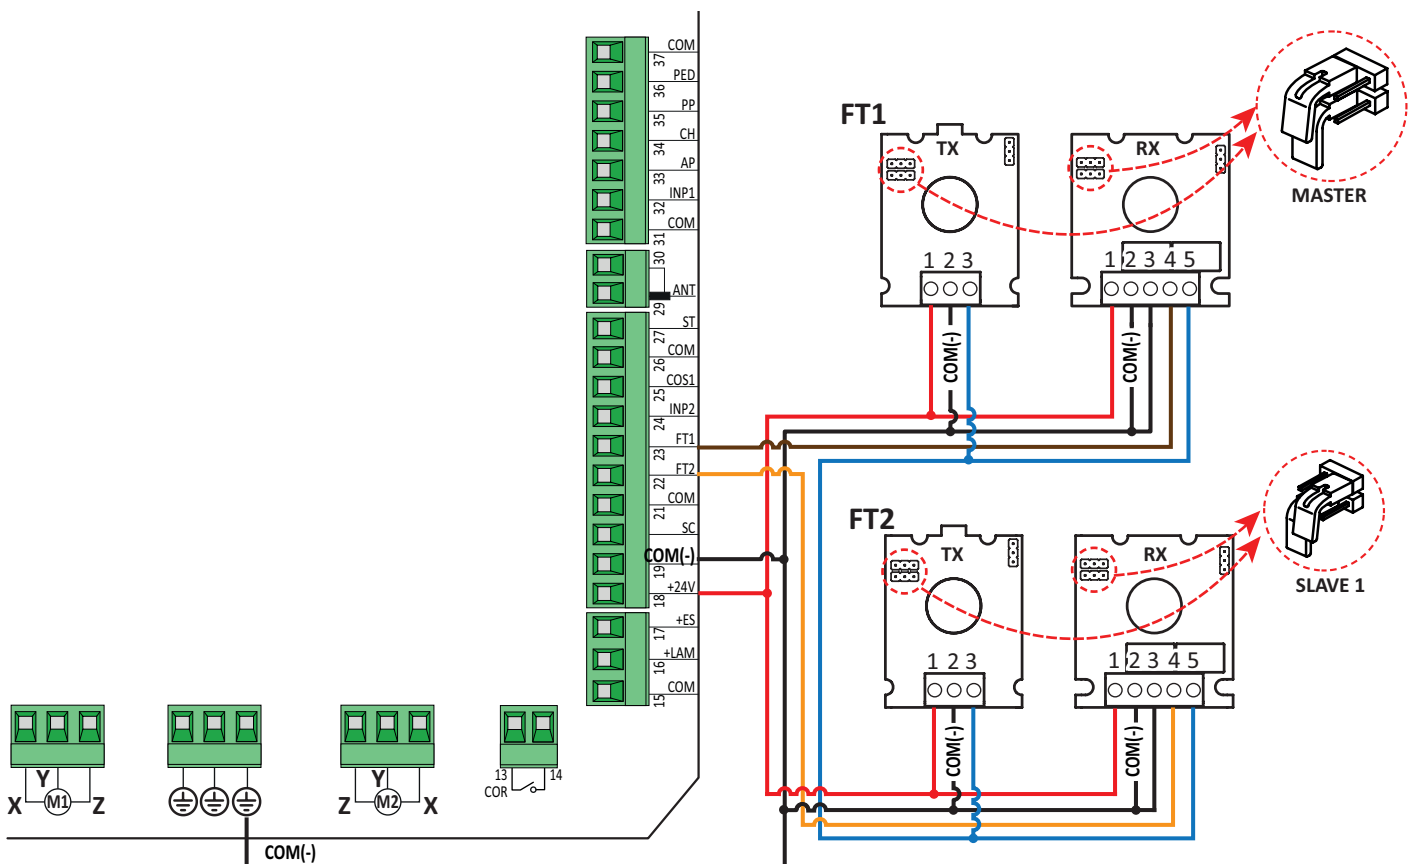 COM
37
PED
36
PP
35
CH
34
AP
33
INP1
32
COM
31
30
ANT
29
ST
27
COM
26
COS1
25
INP2
24
FT1
23
FT2
22
COM
21
SC
COM(-)
19
+24V
18
+ES
17
+LAM
16
COM
15
FT1
TX
1 2 3
COM(-)
RX
1 2 3 4 5
COM(-)
MASTER
FT2
TX
1 2 3
COM(-)
RX
1 2 3 4 5
COM(-)
SLAVE 1
X Y M1 Z
Z Y M2 X
13 14
COR
COM(-)